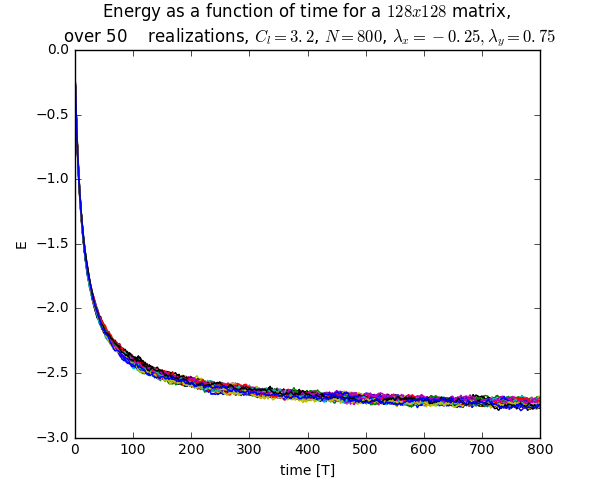 Energy as a function of time for a 128x128 matrix,
over 50    realizations, C_l = 3.2, N = 800, λ_x = −0.25, λ_y = 0.75
0.0
−0.5
−1.0
−1.5
−2.0
−2.5
−3.0
E
0 100 200 300 400 500 600 700 800
time [T]